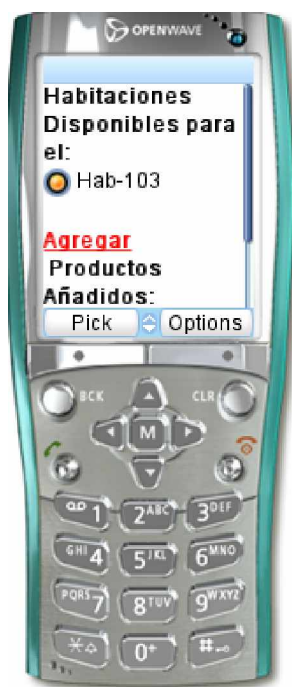 OPENWAVE
Habitaciones
Disponibles para
el:
Hab-103
Agregar
Productos
Añadidos:
Pick Options
BCK CLR
M
1 2ABC 3DEF
GHI4 5JKL 6MNO
PQRS7 8TUV 9WXYZ
* 0+ #